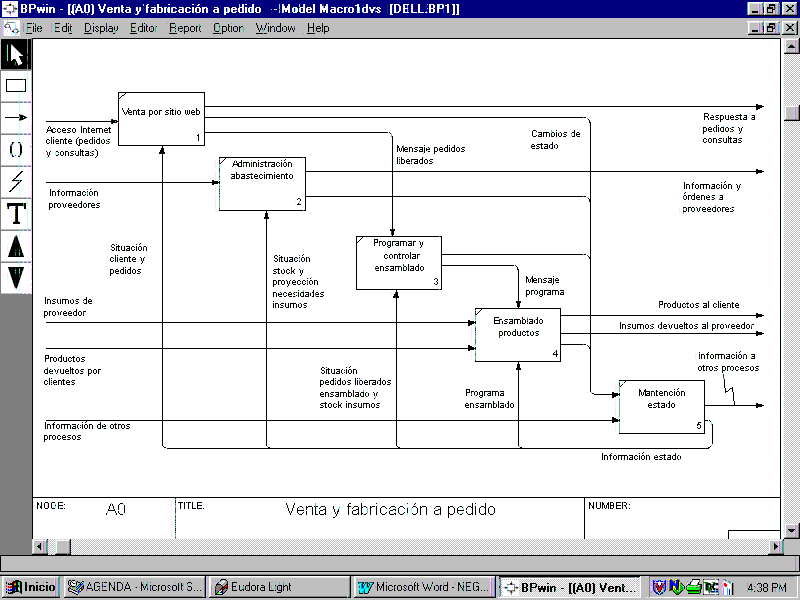 BPwin - [(A0) Venta y fabricación a pedido --|Model Macro1dvs |[DELL.BP1]]
File Edit Display Editor Report Option Window Help
Venta por sitio web
1
Acceso Internet
cliente (pedidos
y consultas)
Respuesta a
pedidos y
consultas
Cambios de
estado
Mensaje pedidos
liberados
Administración
abastecimiento
2
Información
proveedores
Información y
órdenes a
proveedores
Situación
cliente y
pedidos
Situación
stock y
proyección
necesidades
insumos
Programar y
controlar
ensamblado
3
Mensaje
programa
Insumos de
proveedor
Ensamblado
productos
4
Productos al cliente
Insumos devueltos al proveedor
Productos
devueltos por
clientes
Situación
pedidos liberados
ensamblado y
stock insumos
Programa
ensamblado
Información a
otros procesos
Mantención
estado
5
Información de otros
procesos
Información estado
NODE: A0
TITLE: Venta y fabricación a pedido
NUMBER:
Inicio
AGENDA - Microsoft S...
Eudora Light
Microsoft Word - NEG...
BPwin - [(A0) Vent...
4:38 PM